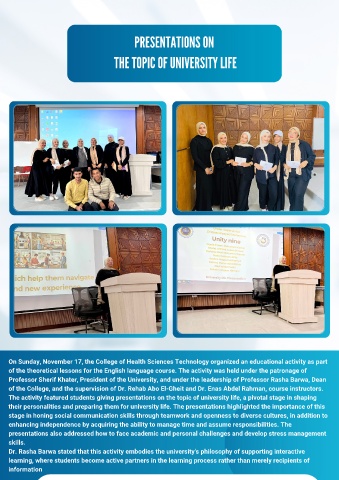 PRESENTATIONS ON
THE TOPIC OF UNIVERSITY LIFE
which help them navigate
and new experien
Unity nine
On Sunday, November 17, the College of Health Sciences Technology organized an educational activity as part
of the theoretical lessons for the English language course. The activity was held under the patronage of
Professor Sherif Khater, President of the University, and under the leadership of Professor Rasha Barwa, Dean
of the College, and the supervision of Dr. Rehab Abo El-Gheit and Dr. Enas Abdel Rahman, course instructors.
The activity featured students giving presentations on the topic of university life, a pivotal stage in shaping
their personalities and preparing them for university life. The presentations highlighted the importance of this
stage in honing social communication skills through teamwork and openness to diverse cultures, in addition to
enhancing independence by acquiring the ability to manage time and assume responsibilities. The
presentations also addressed how to face academic and personal challenges and develop stress management
skills.
Dr. Rasha Barwa stated that this activity embodies the university's philosophy of supporting interactive
learning, where students become active partners in the learning process rather than merely recipients of
information